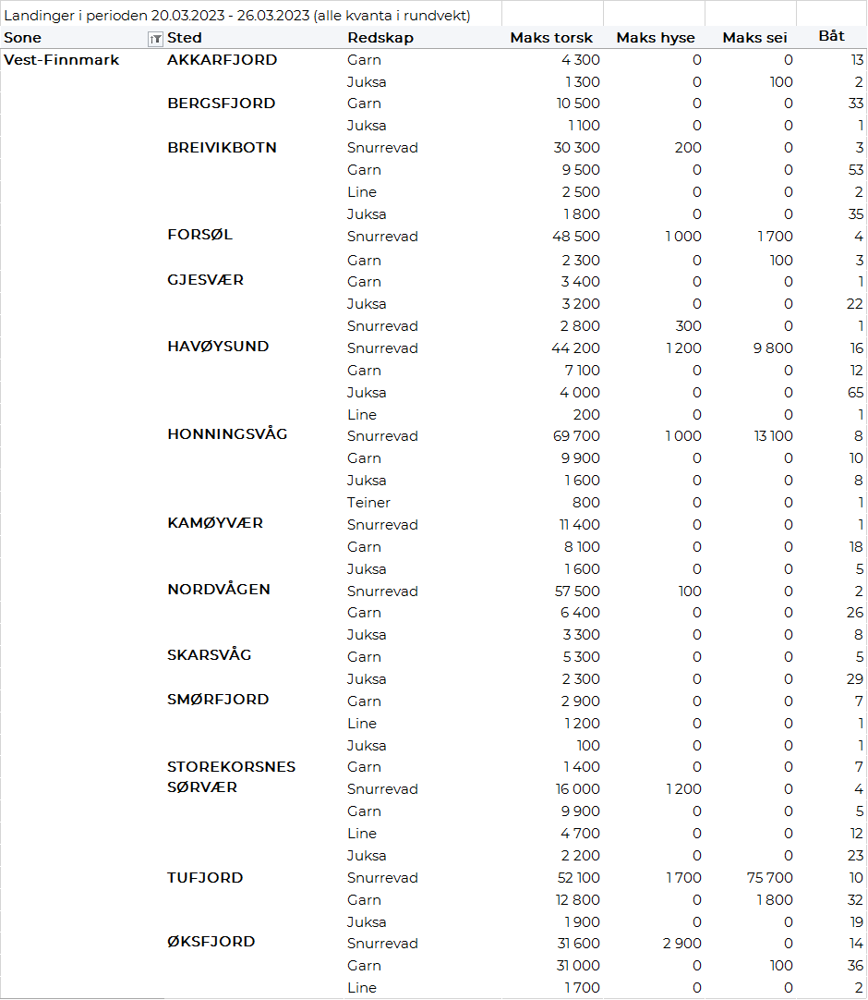 Landinger i perioden 20.03.2023 - 26.03.2023 (alle kvanta i rundvekt)
Sone Sted Redskap Maks torsk Maks hyse Maks sei Båt
Vest-Finnmark AKKARFJORD Garn 4 300 0 0 13
Juksa 1 300 0 100 2
BERGSFJORD Garn 10 500 0 0 33
Juksa 1 100 0 0 1
BREIVIKBOTN Snurrevad 30 300 200 0 3
Garn 9 500 0 0 53
Line 2 500 0 0 2
Juksa 1 800 0 0 35
FORSØL Snurrevad 48 500 1 000 1 700 4
Garn 2 300 0 100 3
GJESVÆR Garn 3 400 0 0 1
Juksa 3 200 0 0 22
Snurrevad 2 800 300 0 1
HAVØYSUND Snurrevad 44 200 1 200 9 800 16
Garn 7 100 0 0 12
Juksa 4 000 0 0 65
Line 200 0 0 1
HONNINGSVÅG Snurrevad 69 700 1 000 13 100 8
Garn 9 900 0 0 10
Juksa 1 600 0 0 8
Teiner 800 0 0 1
KAMØYVÆR Snurrevad 11 400 0 0 1
Garn 8 100 0 0 18
Juksa 1 600 0 0 5
NORDVÅGEN Snurrevad 57 500 100 0 2
Garn 6 400 0 0 26
Juksa 3 300 0 0 8
SKARSVÅG Garn 5 300 0 0 5
Juksa 2 300 0 0 29
SMØRFJORD Garn 2 900 0 0 7
Line 1 200 0 0 1
Juksa 100 0 0 1
STOREKORSNES Garn 1 400 0 0 7
SØRVÆR Snurrevad 16 000 1 200 0 4
Garn 9 900 0 0 5
Line 4 700 0 0 12
Juksa 2 200 0 0 23
TUFJORD Snurrevad 52 100 1 700 75 700 10
Garn 12 800 0 1 800 32
Juksa 1 900 0 0 19
ØKSFJORD Snurrevad 31 600 2 900 0 14
Garn 31 000 0 100 36
Line 1 700 0 0 2